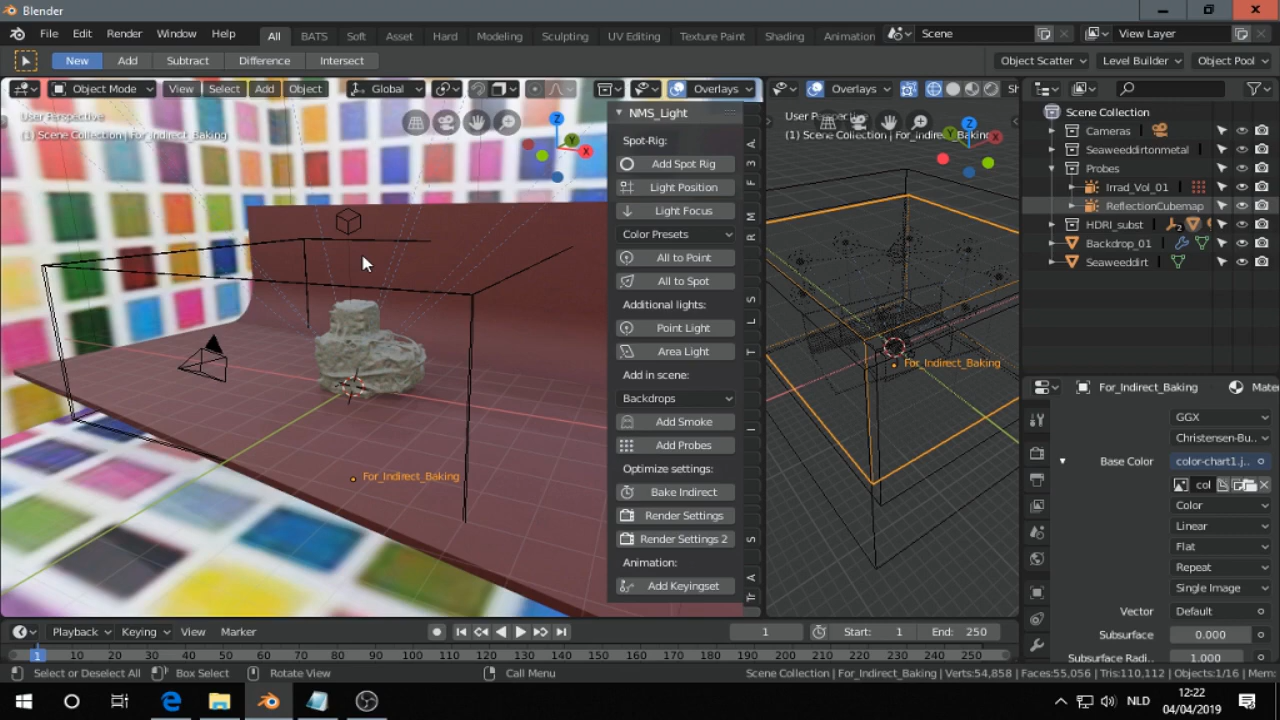 Blender
File Edit Render Window Help All BATS Soft Asset Hard Modeling Sculpting UV Editing Texture Paint Shading Animation Scene View Layer
New Add Subtract Difference Intersect Object Scatter Level Builder Object Pool
Object Mode View Select Add Object Global Overlays Overlays Sh
User Perspective
(1) Scene Collection | For_Indirect_Baking
NMS_Light
Spot-Rig:
Add Spot Rig
Light Position
Light Focus
Color Presets
All to Point
All to Spot
Additional lights:
Point Light
Area Light
Add in scene:
Backdrops
Add Smoke
Add Probes
Optimize settings:
Bake Indirect
Render Settings
Render Settings 2
Animation:
Add Keyingset
A
3
F
M
R
S
L
T
I
S
A
Tr
For_Indirect_Baking
User Perspective
(1) Scene Collection | For_Indirect_Baking
For_Indirect_Baking
Scene Collection
Cameras
Seaweeddirtonmetal
Probes
Irrad_Vol_01
ReflectionCubemap
HDRI_subst
Backdrop_01
Seaweeddirt
For_Indirect_Baking Mate
GGX
Christensen-Bu..
Base Color color-chart1.j..
col
Color
Linear
Flat
Repeat
Single Image
Vector Default
Subsurface 0.000
Subsurface Radi.. 1.000
Playback Keying View Marker 1 Start: 1 End: 250
1 10 20 30 40 50 60 70 80 90 100 110 120 130 140 150 160 170 180 190 200 210 220 230 240 250
Select or Deselect All Box Select Rotate View Call Menu Scene Collection | For_Indirect_Baking | Verts:54,858 | Faces:55,056 | Tris:110,112 | Objects:1/16 | Mem:
NLD 12:22
04/04/2019